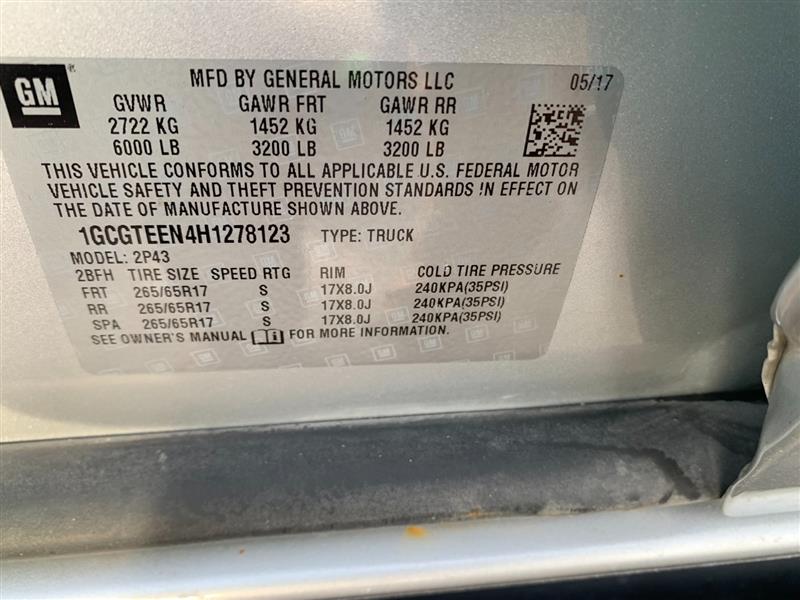 GM
MFD BY GENERAL MOTORS LLC 05/17
GVWR GAWR FRT GAWR RR
2722 KG 1452 KG 1452 KG
6000 LB 3200 LB 3200 LB
THIS VEHICLE CONFORMS TO ALL APPLICABLE U.S. FEDERAL MOTOR
VEHICLE SAFETY AND THEFT PREVENTION STANDARDS IN EFFECT ON
THE DATE OF MANUFACTURE SHOWN ABOVE.
1GCGTEEN4H1278123 TYPE: TRUCK
MODEL: 2P43
2BFH TIRE SIZE SPEED RTG RIM COLD TIRE PRESSURE
FRT 265/65R17 S 17X8.0J 240KPA(35PSI)
RR 265/65R17 S 17X8.0J 240KPA(35PSI)
SPA 265/65R17 S 17X8.0J 240KPA(35PSI)
SEE OWNER'S MANUAL FOR MORE INFORMATION.